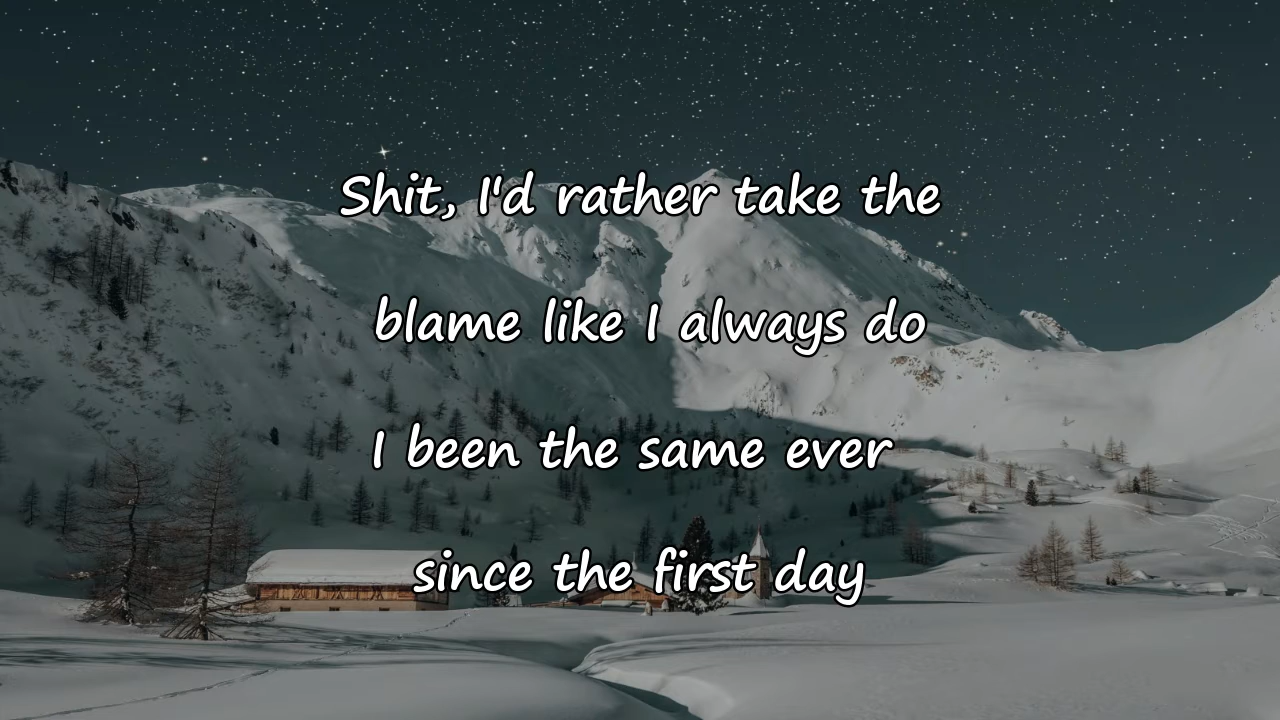 Shit, I'd rather take the
blame like I always do
I been the same ever
since the first day